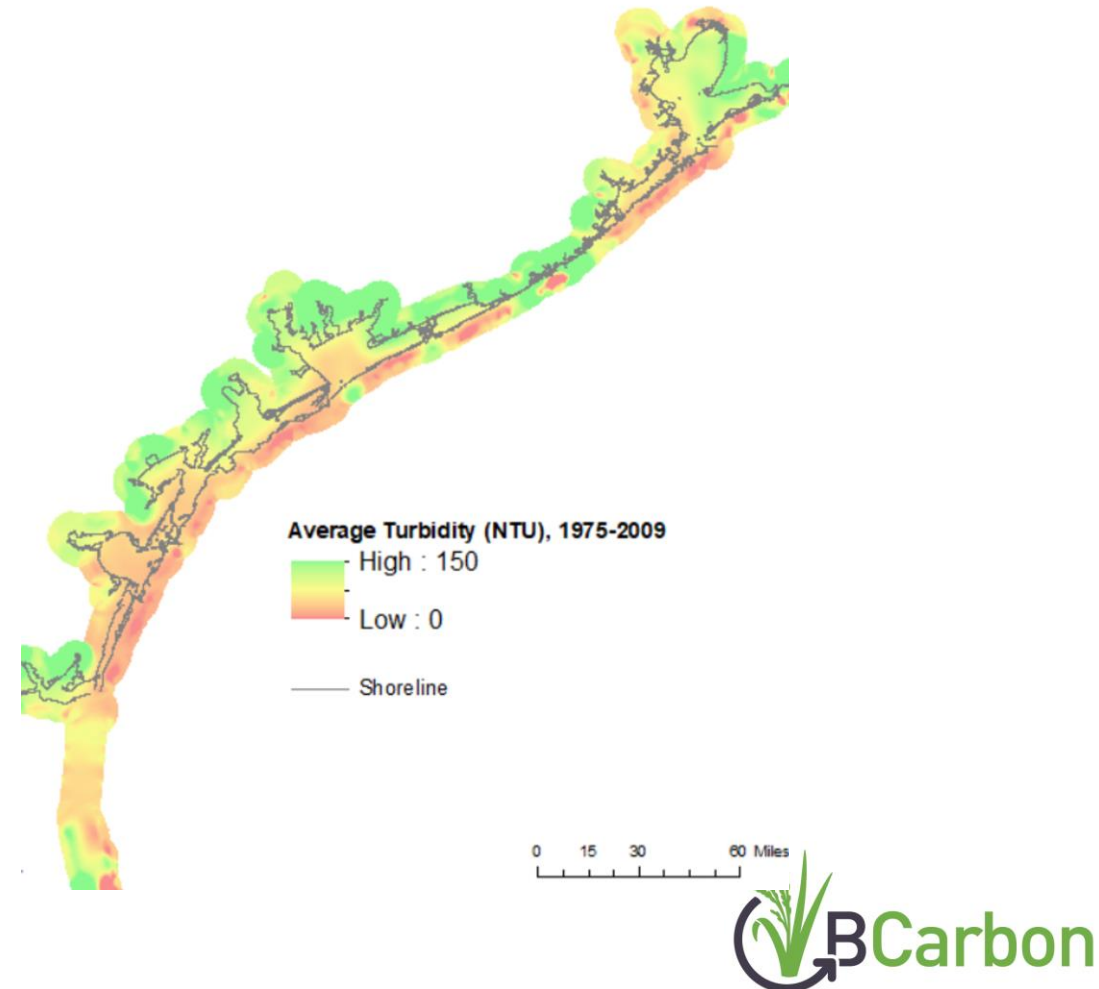 Average Turbidity (NTU), 1975-2009
High : 150
Low : 0
Shoreline
0 15 30 60 Miles
BCarbon